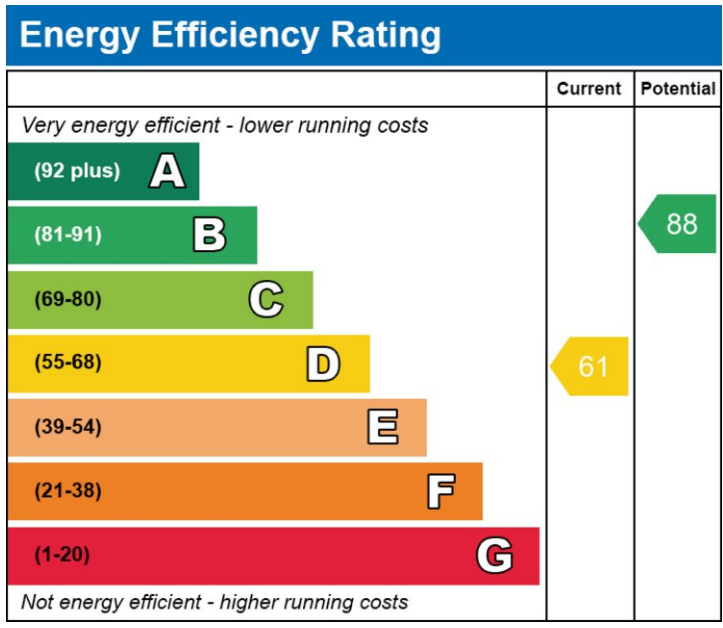 Energy Efficiency Rating
Current Potential
Very energy efficient - lower running costs
(92 plus) A
(81-91) B
88
(69-80) C
(55-68) D
61
(39-54) E
(21-38) F
(1-20) G
Not energy efficient - higher running costs